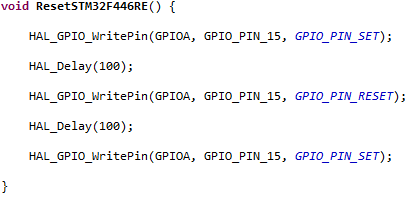 void ResetSTM32F446RE() {
HAL_GPIO_WritePin(GPIOA, GPIO_PIN_15, GPIO_PIN_SET);
HAL_Delay(100);
HAL_GPIO_WritePin(GPIOA, GPIO_PIN_15, GPIO_PIN_RESET);
HAL_Delay(100);
HAL_GPIO_WritePin(GPIOA, GPIO_PIN_15, GPIO_PIN_SET);
}